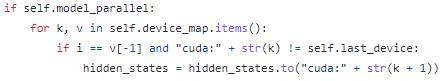 if self.model_parallel:
for k, v in self.device_map.items():
if i == v[-1] and "cuda:" + str(k) != self.last_device:
hidden_states = hidden_states.to("cuda:" + str(k + 1))